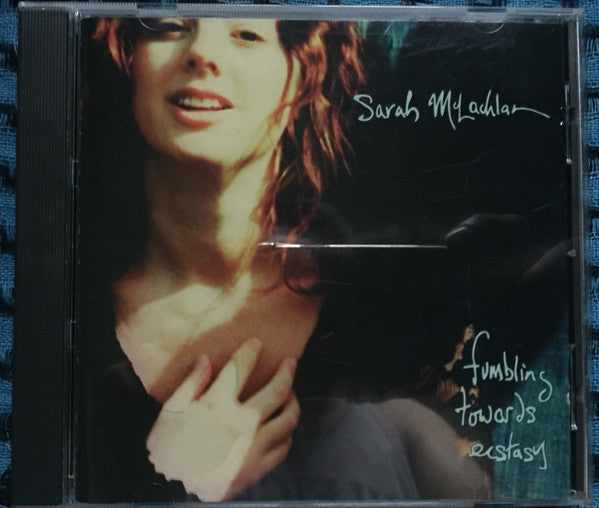 Sarah McLachlan
fumbling
towards
ecstasy